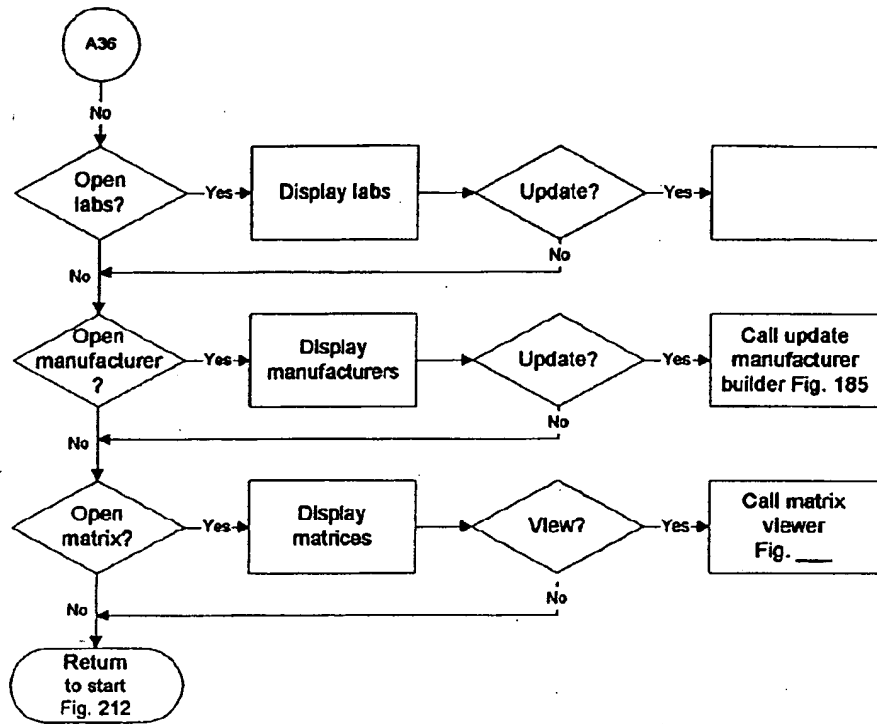 A36
No
Open
labs?
Yes
Display labs
Update?
Yes
No
No
Open
manufacturer
?
Yes
Display
manufacturers
Update?
Yes
Call update
manufacturer
builder Fig. 185
No
No
Open
matrix?
Yes
Display
matrices
View?
Yes
Call matrix
viewer
Fig. ___
No
No
Return
to start
Fig. 212